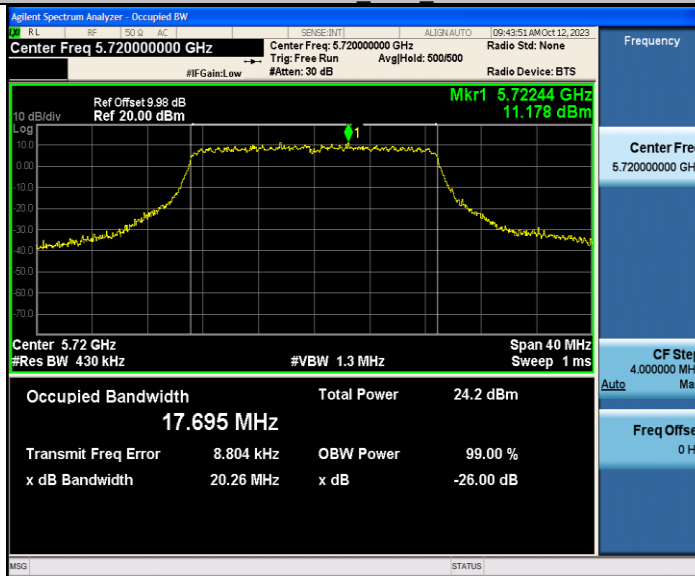 Agilent Spectrum Analyzer - Occupied BW
RL RF 50 Ω AC SENSE:INT ALIGN AUTO 09:43:51 AM Oct 12, 2023
Center Freq 5.720000000 GHz Center Freq: 5.720000000 GHz Radio Std: None
Trig: Free Run Avg|Hold: 500/500
#IFGain:Low #Atten: 30 dB Radio Device: BTS
Ref Offset 9.98 dB Mkr1 5.72244 GHz
10 dB/div Ref 20.00 dBm 11.178 dBm
Log
1
10.0
0.00
-10.0
-20.0
-30.0
-40.0
-50.0
-60.0
-70.0
Center 5.72 GHz Span 40 MHz
#Res BW 430 kHz #VBW 1.3 MHz Sweep 1 ms
Occupied Bandwidth Total Power 24.2 dBm
17.695 MHz
Transmit Freq Error 8.804 kHz OBW Power 99.00 %
x dB Bandwidth 20.26 MHz x dB -26.00 dB
MSG STATUS
Frequency
Center Fre
5.720000000 GH
CF Ste
4.000000 MH
Auto Ma
Freq Offse
0 H